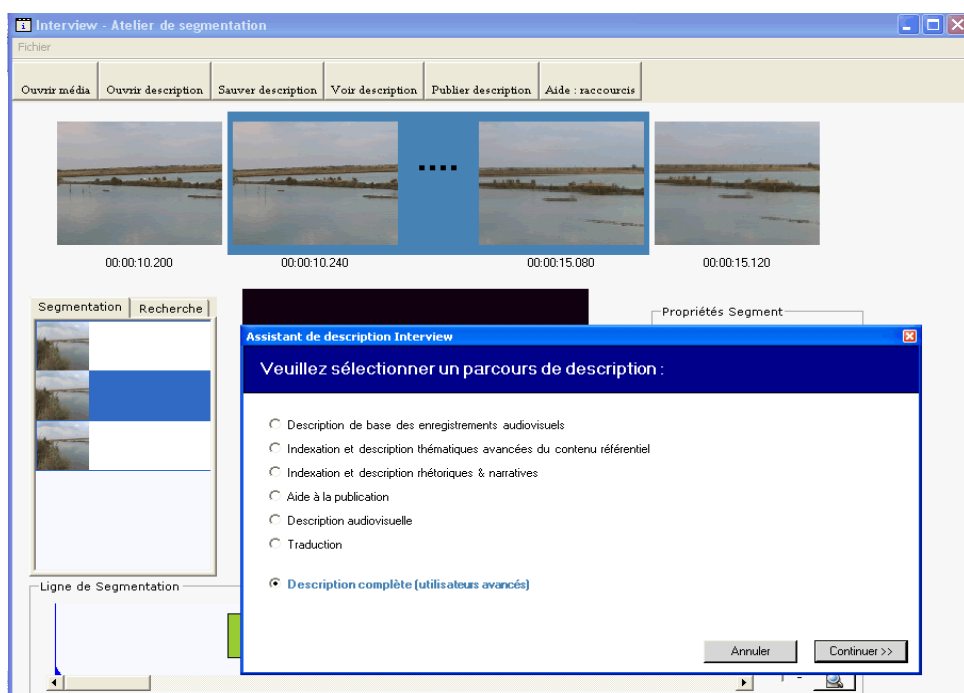 Interview - Atelier de segmentation
Fichier
Ouvrir média Ouvrir description Sauver description Voir description Publier description Aide : raccourcis
....
00:00:10.200 00:00:10.240 00:00:15.080 00:00:15.120
Segmentation Recherche
Propriétés Segment
Assistant de description Interview
Veuillez sélectionner un parcours de description :
Description de base des enregistrements audiovisuels
Indexation et description thématiques avancées du contenu référentiel
Indexation et description rhétoriques & narratives
Aide à la publication
Description audiovisuelle
Traduction
Description complète (utilisateurs avancés)
Ligne de Segmentation
Annuler Continuer >>